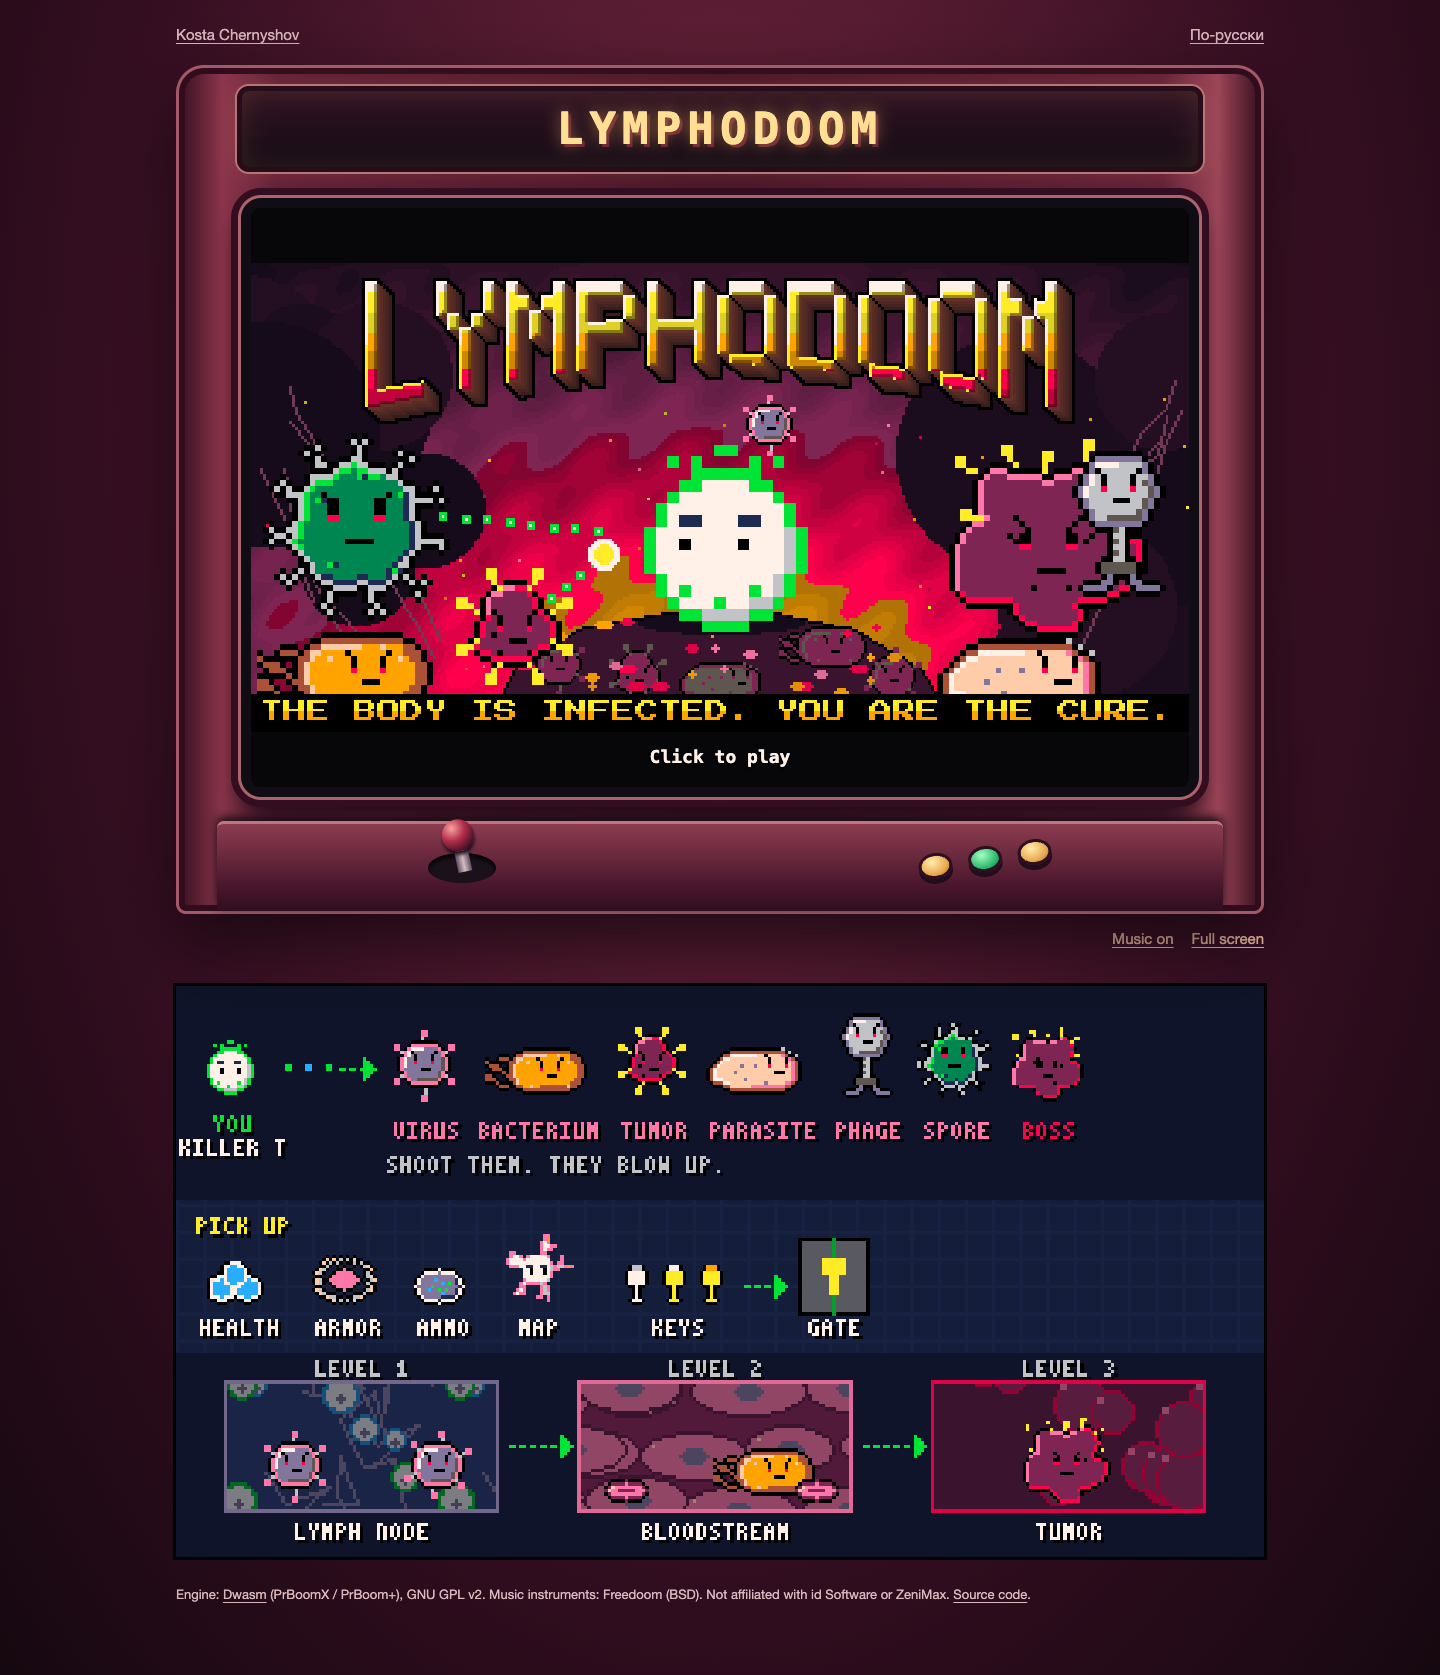 Kosta Chernyshov
По-русски
LYMPHODOOM
LYMPHODOOM
THE BODY IS INFECTED. YOU ARE THE CURE.
Click to play
Music on Full screen
YOU
KILLER T
VIRUS BACTERIUM TUMOR PARASITE PHAGE SPORE BOSS
SHOOT THEM. THEY BLOW UP.
PICK UP
HEALTH ARMOR AMMO MAP KEYS GATE
LEVEL 1 LEVEL 2 LEVEL 3
LYMPH NODE BLOODSTREAM TUMOR
Engine: Dwasm (PrBoomX / PrBoom+), GNU GPL v2. Music instruments: Freedoom (BSD). Not affiliated with id Software or ZeniMax. Source code.